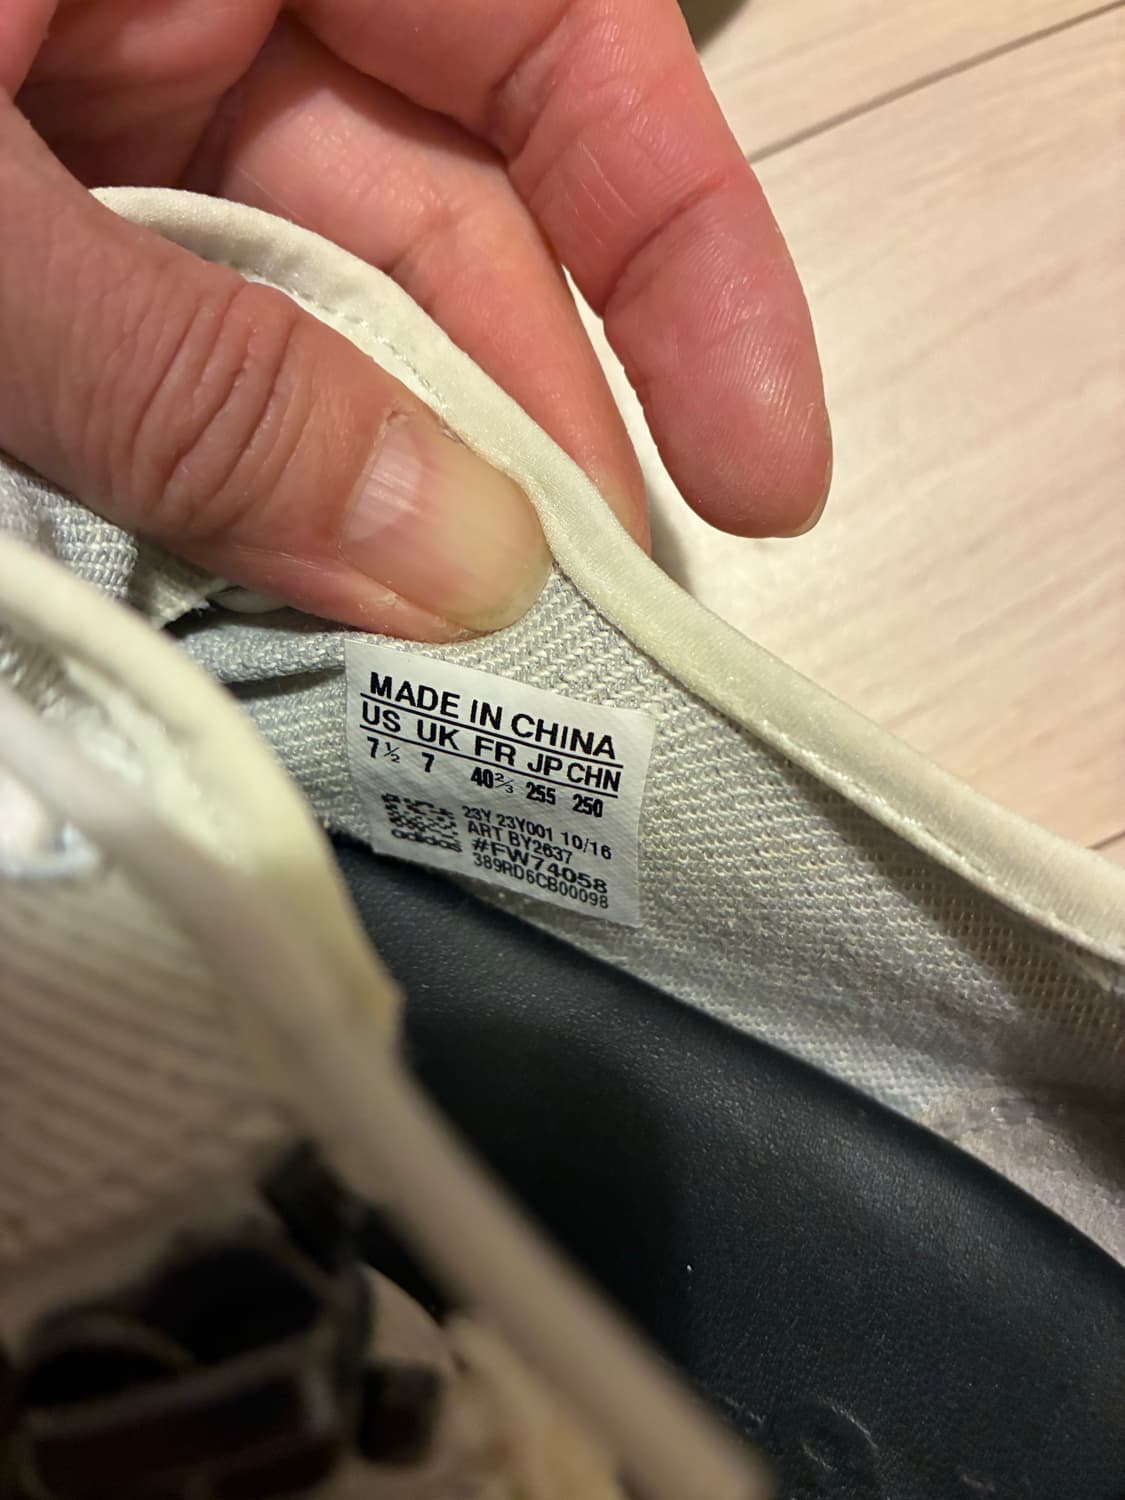 MADE IN CHINA
US UK FR JP CHN
7½ 7 40⅔ 255 250
23Y 23Y001 10/16
ART BY2637
#FW74058
389RD6CB00098
adidas